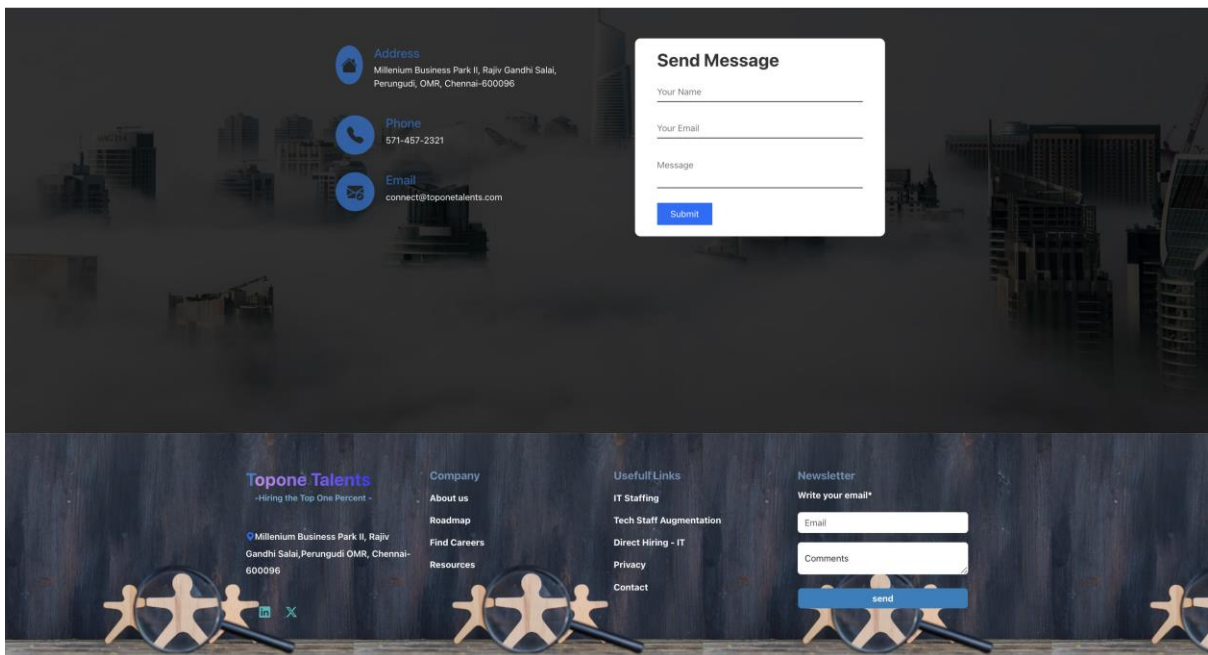 Address
Millenium Business Park II, Rajiv Gandhi Salai,
Perungudi, OMR, Chennai-600096
Phone
571-457-2321
Email
connect@toponetalents.com
Send Message
Your Name
Your Email
Message
Submit
Topone Talents
-Hiring the Top One Percent -
Millenium Business Park II, Rajiv
Gandhi Salai,Perungudi OMR, Chennai-
600096
Company
About us
Roadmap
Find Careers
Resources
Usefull Links
IT Staffing
Tech Staff Augmentation
Direct Hiring - IT
Privacy
Contact
Newsletter
Write your email*
Email
Comments
send